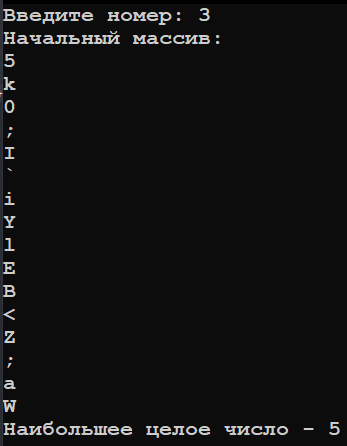 Введите номер: 3
Начальный массив:
5
k
0
;
I
`
i
Y
l
E
B
<
Z
;
a
W
Наибольшее целое число - 5